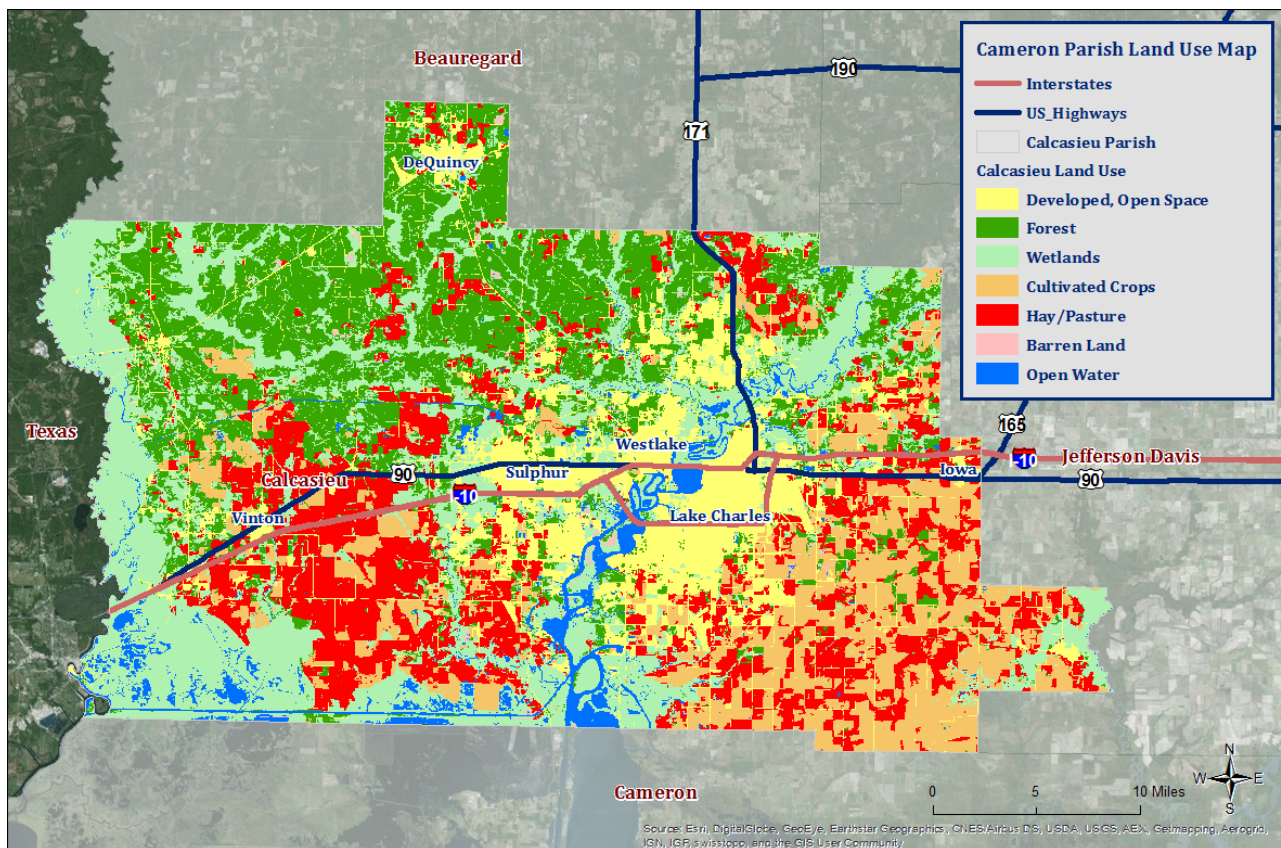 Cameron Parish Land Use Map
Interstates
US_Highways
Calcasieu Parish
Calcasieu Land Use
Developed, Open Space
Forest
Wetlands
Cultivated Crops
Hay/Pasture
Barren Land
Open Water
Beauregard
190
171
DeQuincy
Texas
165
Westlake
-10
Jefferson Davis
Iowa
90
Sulphur
90
Calcasieu
-10
Vinton
Lake Charles
Cameron
N
W
E
S
0
5
10 Miles
Source: Esri, DigitalGlobe, GeoEye, Earthstar Geographics, CNES/Airbus DS, USDA, USGS, AEX, Getmapping, Aerogrid,
IGN, IGP, swisstopo, and the GIS User Community